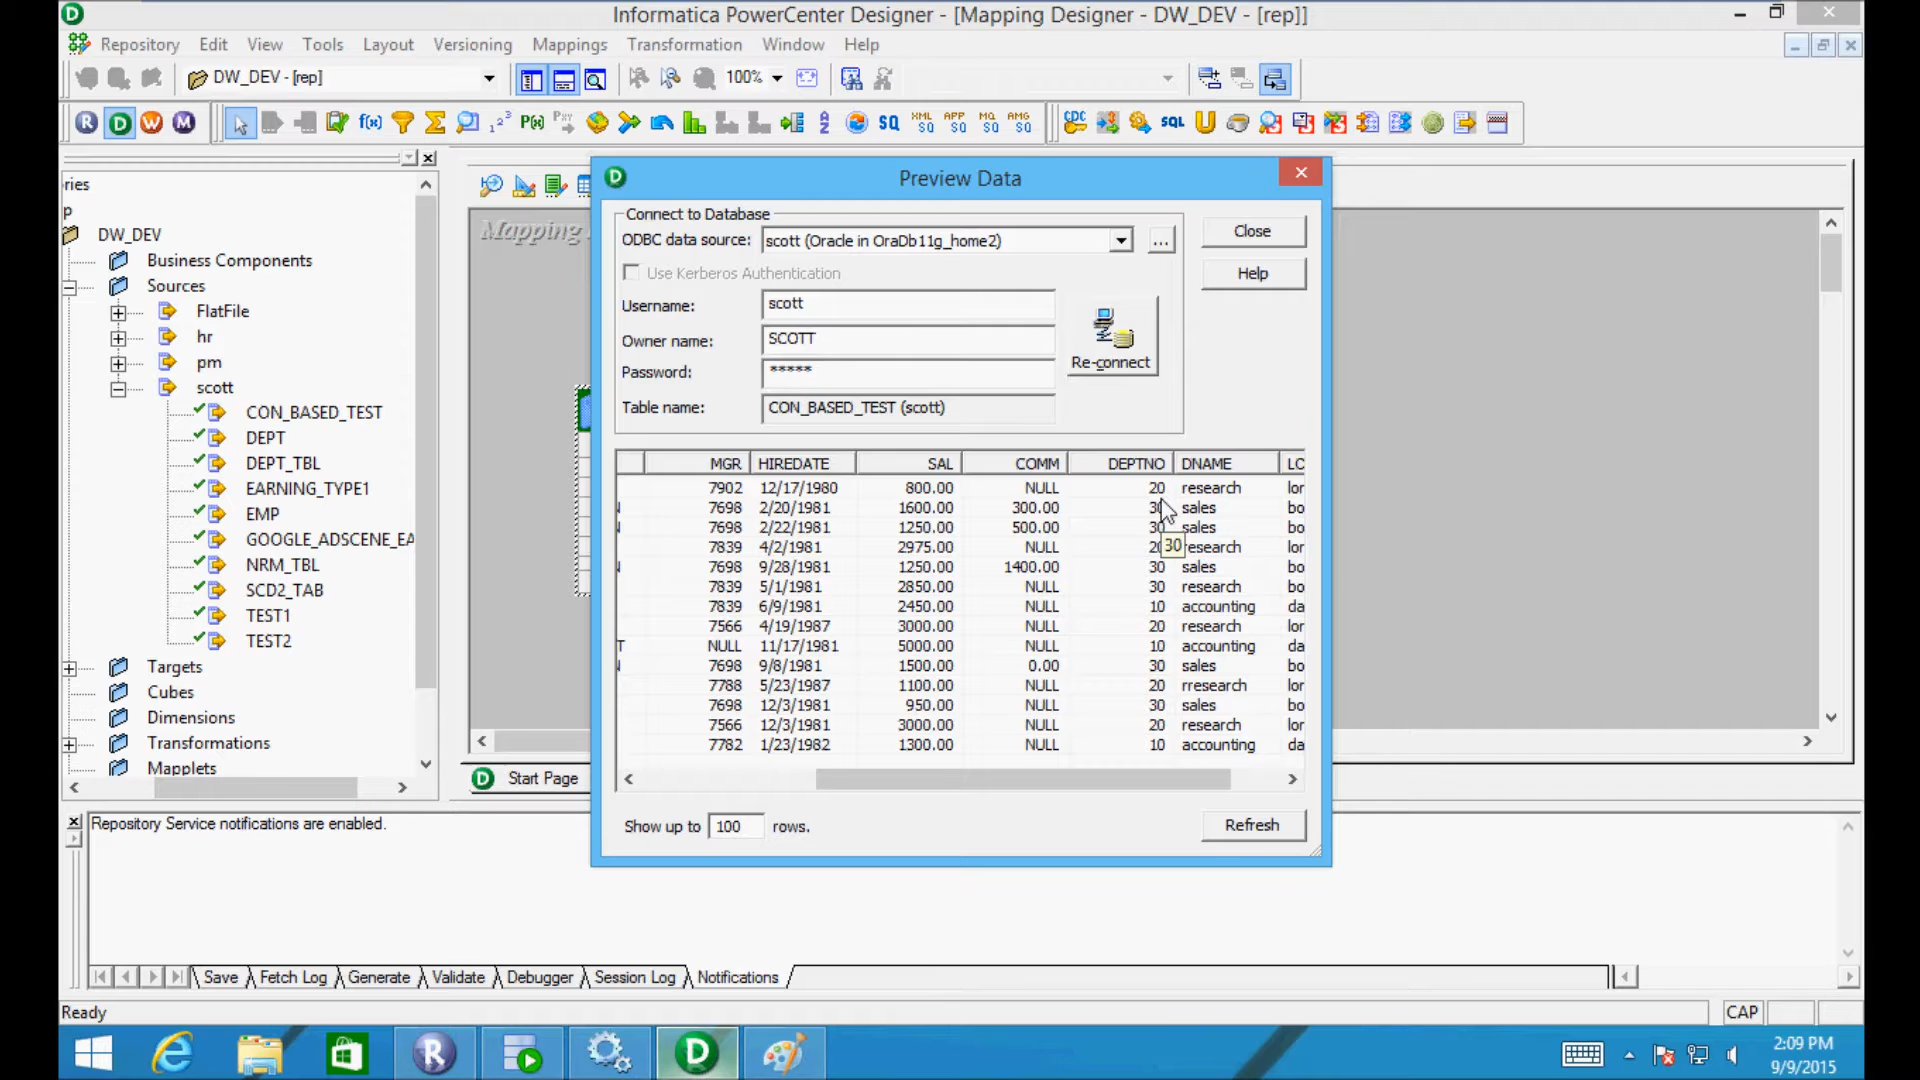 Informatica PowerCenter Designer - [Mapping Designer - DW_DEV - [rep]]
Repository Edit View Tools Layout Versioning Mappings Transformation Window Help
DW_DEV - [rep] 100%
R D W M f(x) P(x) SQ XML SQ APP SQ MQ SQ AMG SQ CDC SQL
ries
p
DW_DEV
Business Components
Sources
FlatFile
hr
pm
scott
CON_BASED_TEST
DEPT
DEPT_TBL
EARNING_TYPE1
EMP
GOOGLE_ADSCENE_EA
NRM_TBL
SCD2_TAB
TEST1
TEST2
Targets
Cubes
Dimensions
Transformations
Mapplets
Mapping
Start Page
Preview Data
Connect to Database
ODBC data source: scott (Oracle in OraDb11g_home2) ...
Use Kerberos Authentication
Username: scott
Owner name: SCOTT
Password: *****
Table name: CON_BASED_TEST (scott)
Re-connect
Close
Help
MGR HIREDATE SAL COMM DEPTNO DNAME LO
7902 12/17/1980 800.00 NULL 20 research lor
N 7698 2/20/1981 1600.00 300.00 30 sales bo
N 7698 2/22/1981 1250.00 500.00 30 sales bo
7839 4/2/1981 2975.00 NULL 20 research lor
N 7698 9/28/1981 1250.00 1400.00 30 sales bo
7839 5/1/1981 2850.00 NULL 30 research bo
7839 6/9/1981 2450.00 NULL 10 accounting da
7566 4/19/1987 3000.00 NULL 20 research lor
T NULL 11/17/1981 5000.00 NULL 10 accounting da
N 7698 9/8/1981 1500.00 0.00 30 sales bo
7788 5/23/1987 1100.00 NULL 20 rresearch lor
7698 12/3/1981 950.00 NULL 30 sales bo
7566 12/3/1981 3000.00 NULL 20 research lor
7782 1/23/1982 1300.00 NULL 10 accounting da
30
Show up to 100 rows.
Refresh
Repository Service notifications are enabled.
Save Fetch Log Generate Validate Debugger Session Log Notifications
Ready
CAP
2:09 PM
9/9/2015